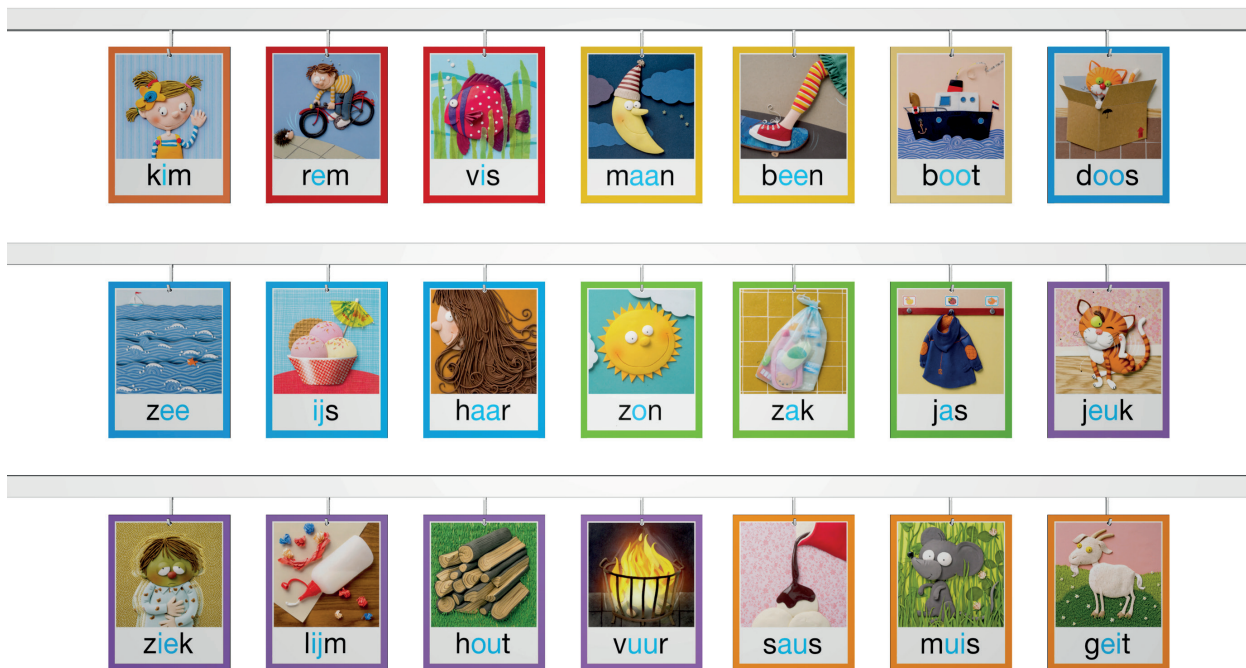 kim rem vis maan been boot doos
zee ijs haar zon zak jas jeuk
ziek lijm hout vuur saus muis geit